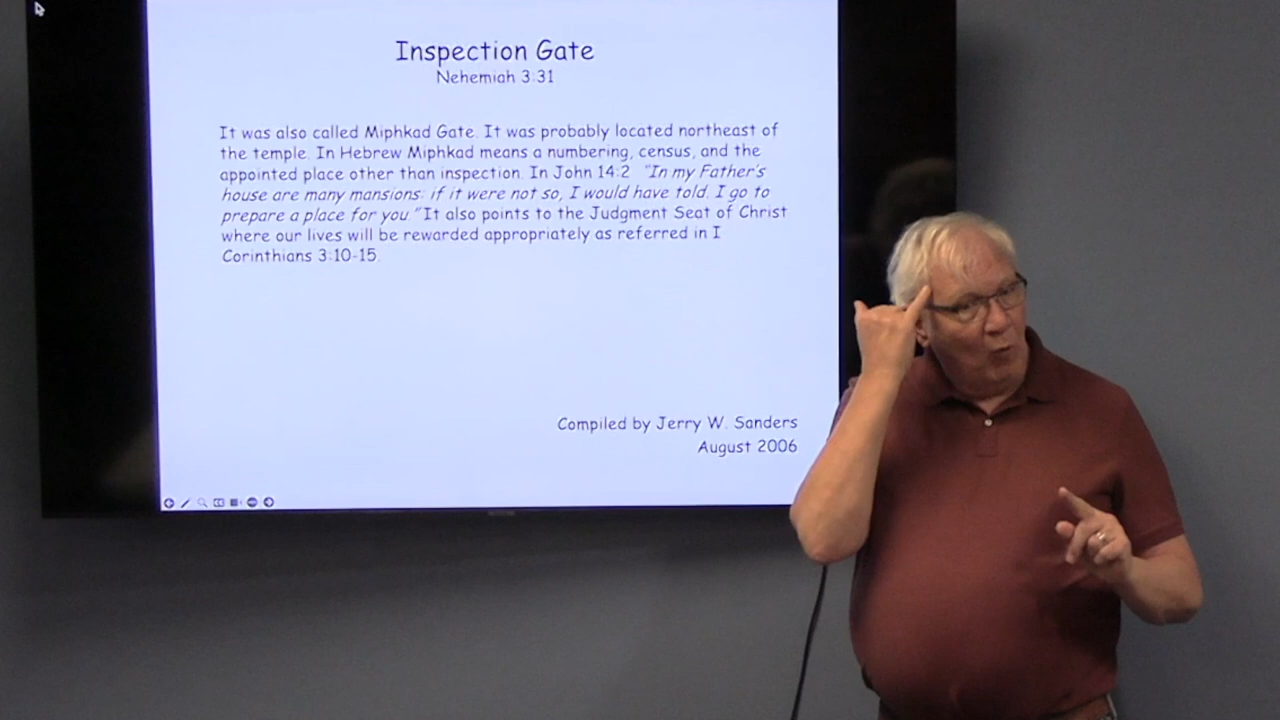 Inspection Gate
Nehemiah 3:31
It was also called Miphkad Gate. It was probably located northeast of
the temple. In Hebrew Miphkad means a numbering, census, and the
appointed place other than inspection. In John 14:2 "In my Father's
house are many mansions: if it were not so, I would have told. I go to
prepare a place for you." It also points to the Judgment Seat of Christ
where our lives will be rewarded appropriately as referred in I
Corinthians 3:10-15.
Compiled by Jerry W. Sanders
August 2006